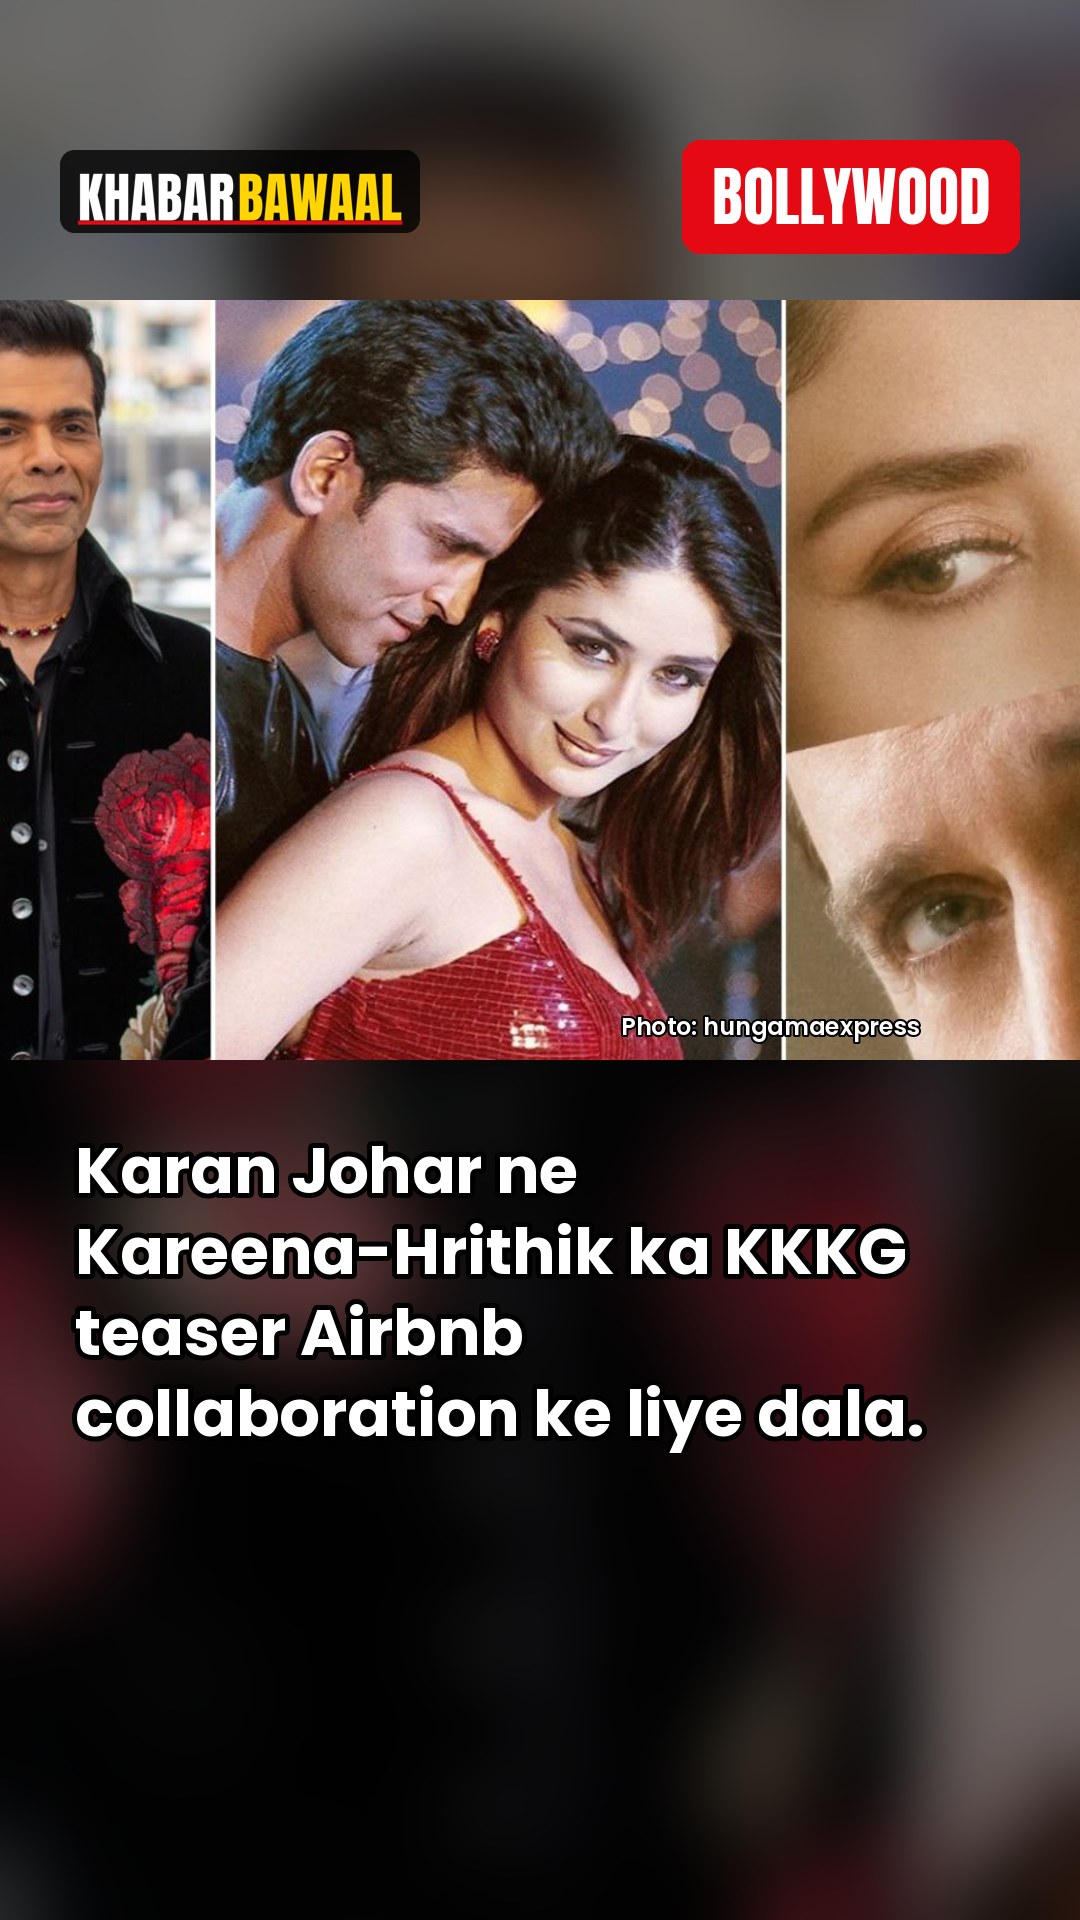 KHABARBAWAAL
BOLLYWOOD
Photo: hungamaexpress
Karan Johar ne
Kareena-Hrithik ka KKKG
teaser Airbnb
collaboration ke liye dala.